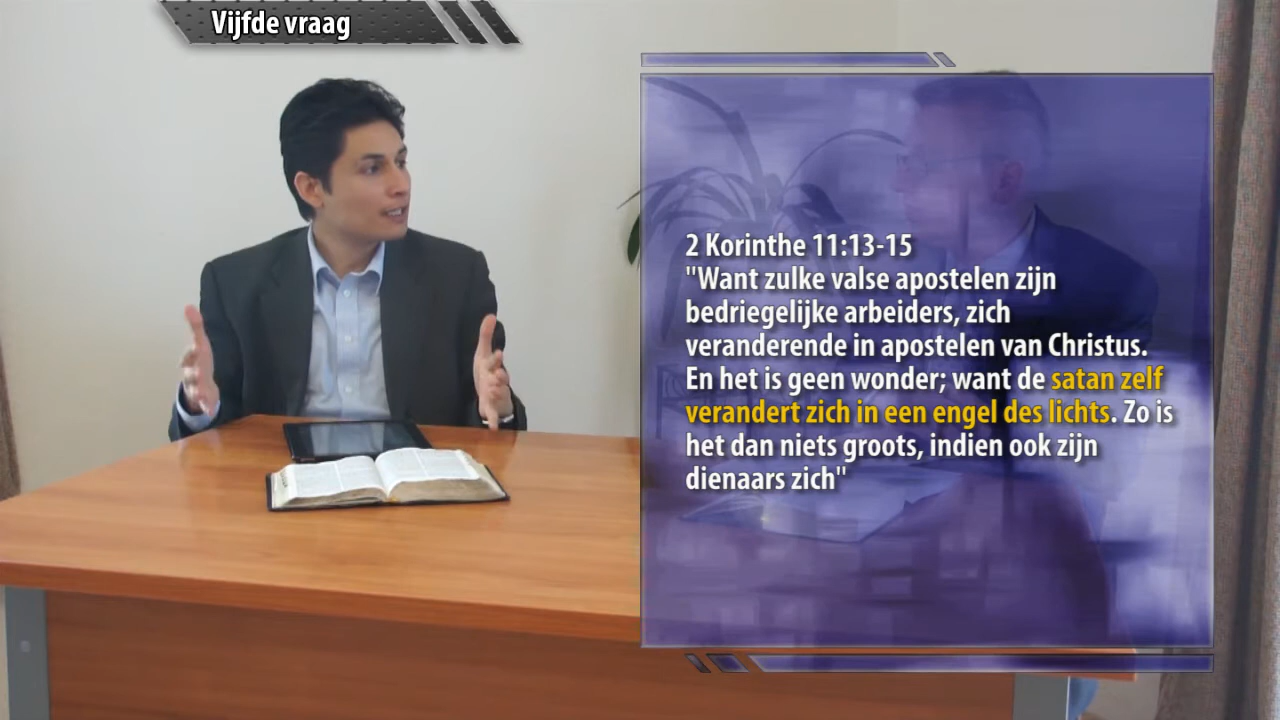 Vijfde vraag
2 Korinthe 11:13-15
"Want zulke valse apostelen zijn
bedriegelijke arbeiders, zich
veranderende in apostelen van Christus.
En het is geen wonder; want de satan zelf
verandert zich in een engel des lichts. Zo is
het dan niets groots, indien ook zijn
dienaars zich"